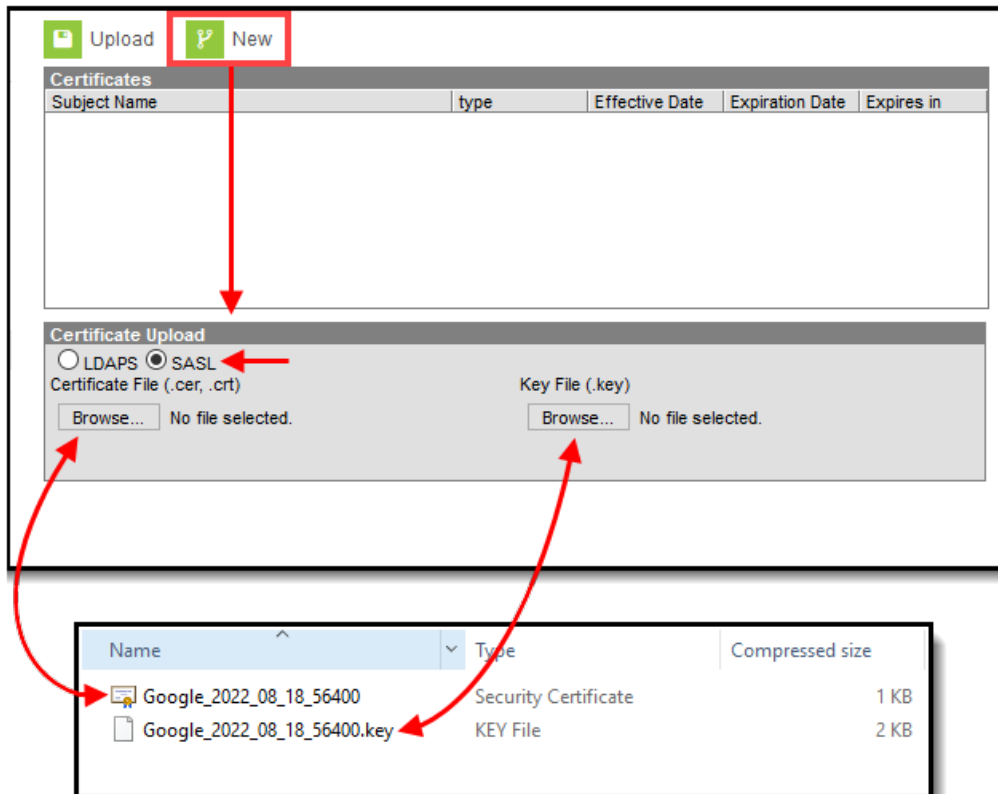 Upload New
Certificates
Subject Name type Effective Date Expiration Date Expires in
Certificate Upload
LDAPS SASL
Certificate File (.cer, .crt) Key File (.key)
Browse... No file selected. Browse... No file selected.
Name Type Compressed size
Google_2022_08_18_56400 Security Certificate 1 KB
Google_2022_08_18_56400.key KEY File 2 KB